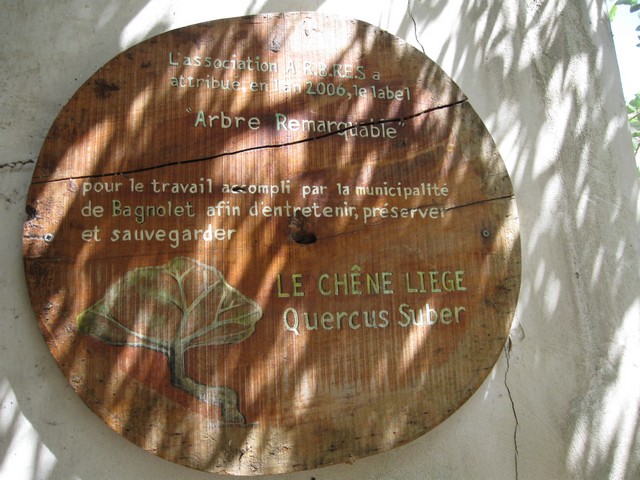 L'association A.R.B.R.E.S a
attribué, en l'an 2006, le label
"Arbre Remarquable"
pour le travail accompli par la municipalité
de Bagnolet afin d'entretenir, préserver
et sauvegarder
LE CHÊNE LIEGE
Quercus Suber